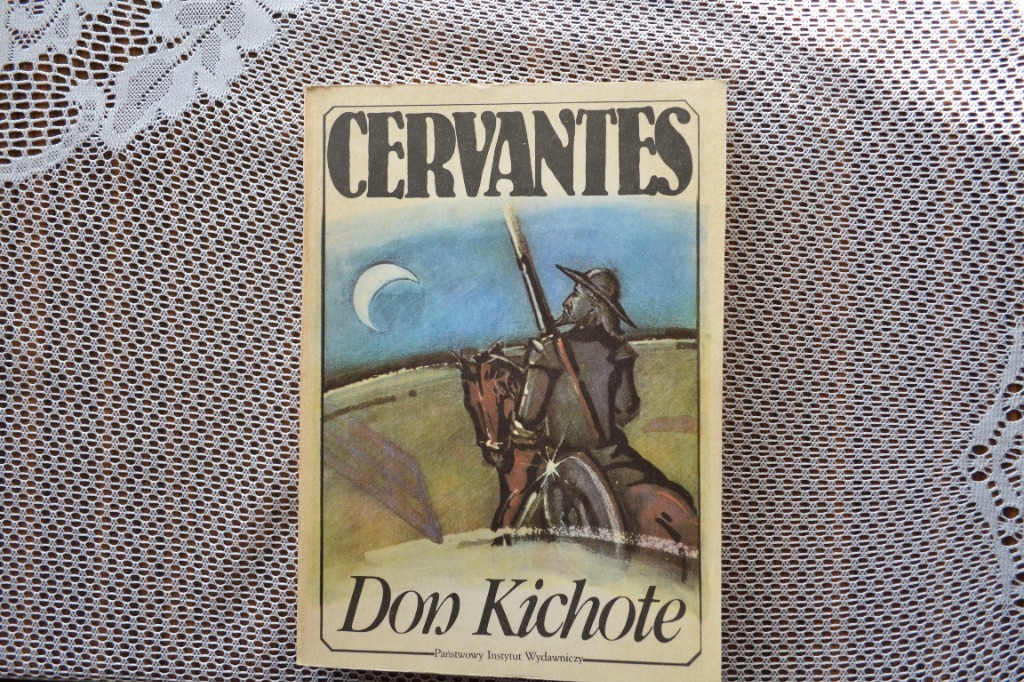 CERVANTES
Don Kichote
Państwowy Instytut Wydawniczy